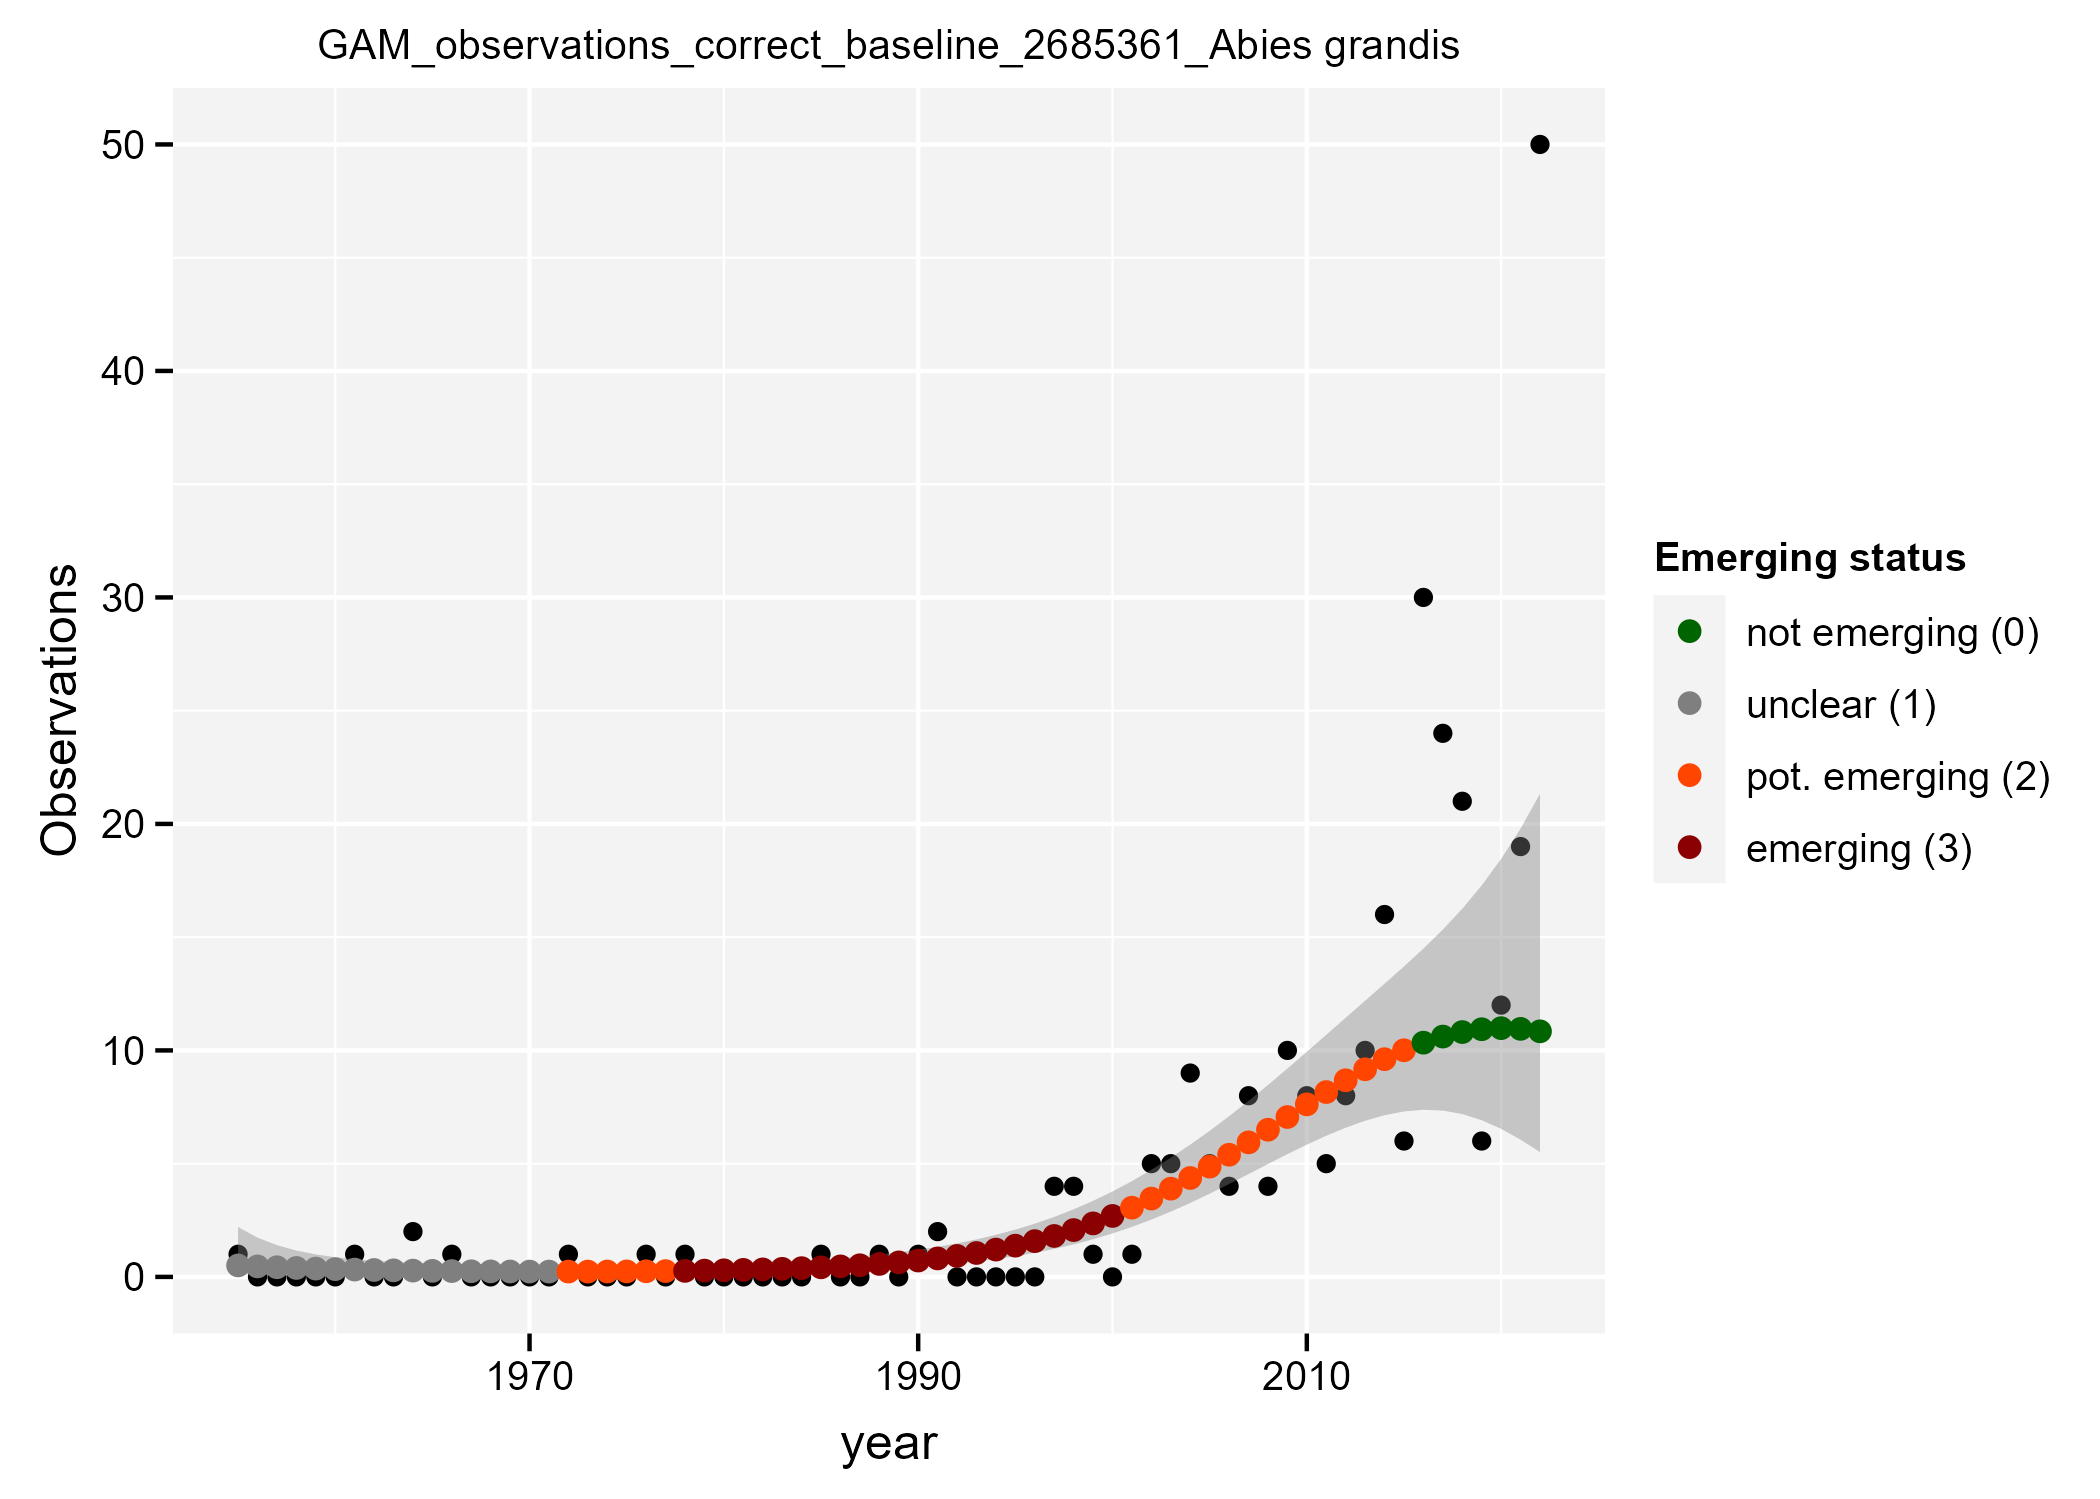 GAM_observations_correct_baseline_2685361_Abies grandis
50
40
30
20
10
0
Observations
1970
1990
2010
year
Emerging status
not emerging (0)
unclear (1)
pot. emerging (2)
emerging (3)